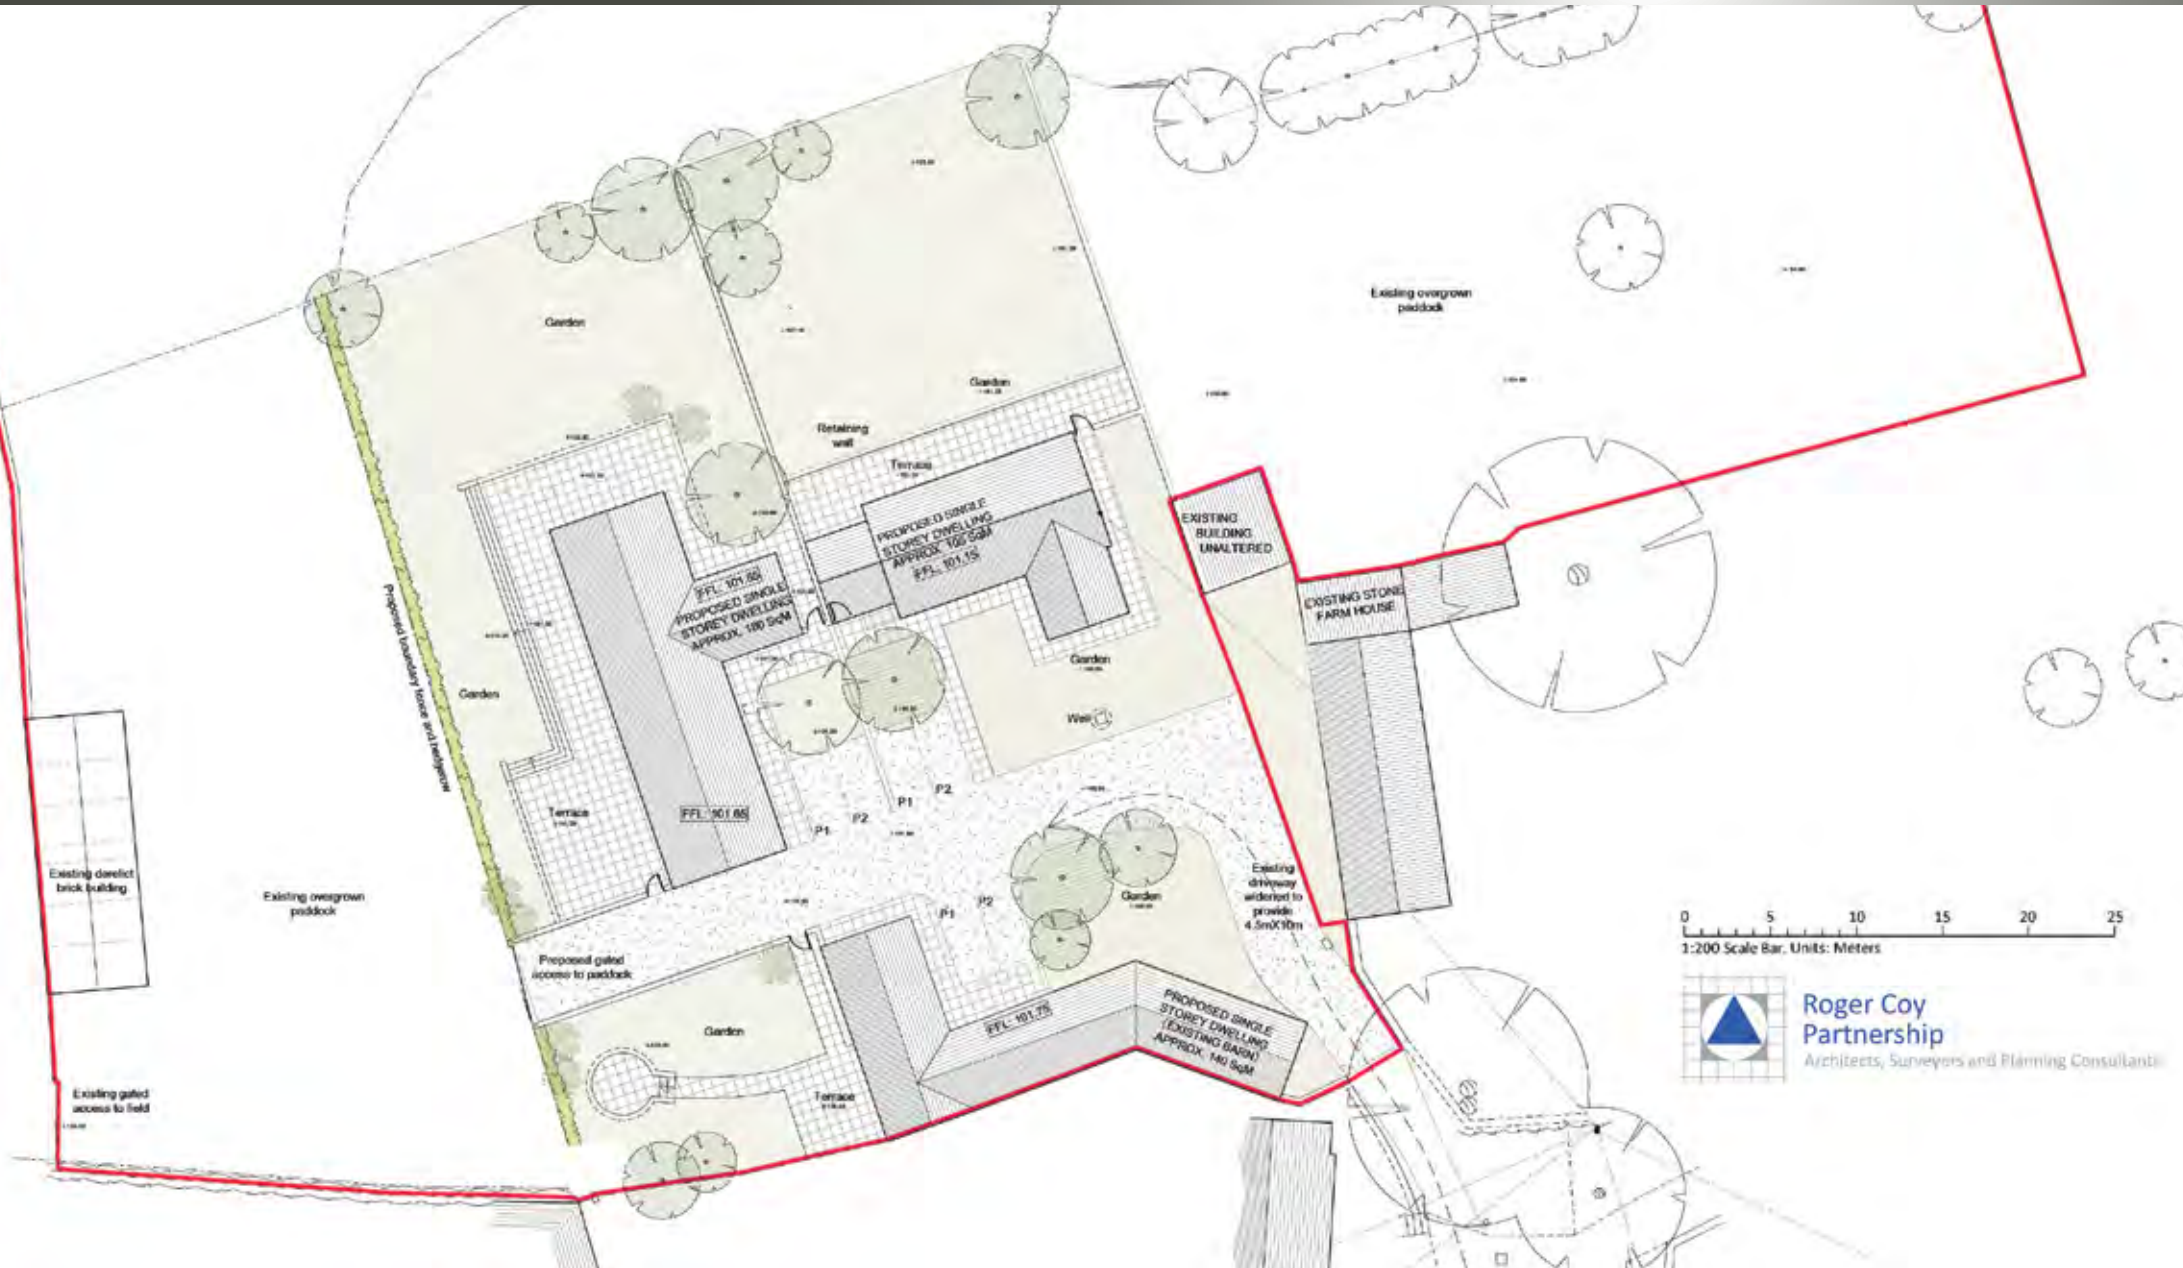 Garden
Existing overgrown
paddock
Garden
Retaining
wall
Terrace
PROPOSED SINGLE
STOREY DWELLING
APPROX. 100 SqM
FFL. 101.15
EXISTING
BUILDING
UNALTERED
EXISTING STONE
FARM HOUSE
FFL. 101.65
PROPOSED SINGLE
STOREY DWELLING
APPROX. 180 SqM
Proposed boundary fence and hedgerow
Garden
Garden
Well
Terrace
FFL. 101.65
P1
P2
P1
P2
Existing derelict
brick building
Existing overgrown
paddock
P1
P2
Garden
Existing
driveway
widened to
provide
4.5mX10m
Proposed gated
access to paddock
Garden
FFL. 101.75
PROPOSED SINGLE
STOREY DWELLING
(EXISTING BARN)
APPROX. 140 SqM
Terrace
Existing gated
access to field
0 5 10 15 20 25
1:200 Scale Bar. Units: Meters
Roger Coy
Partnership
Architects, Surveyors and Planning Consultants